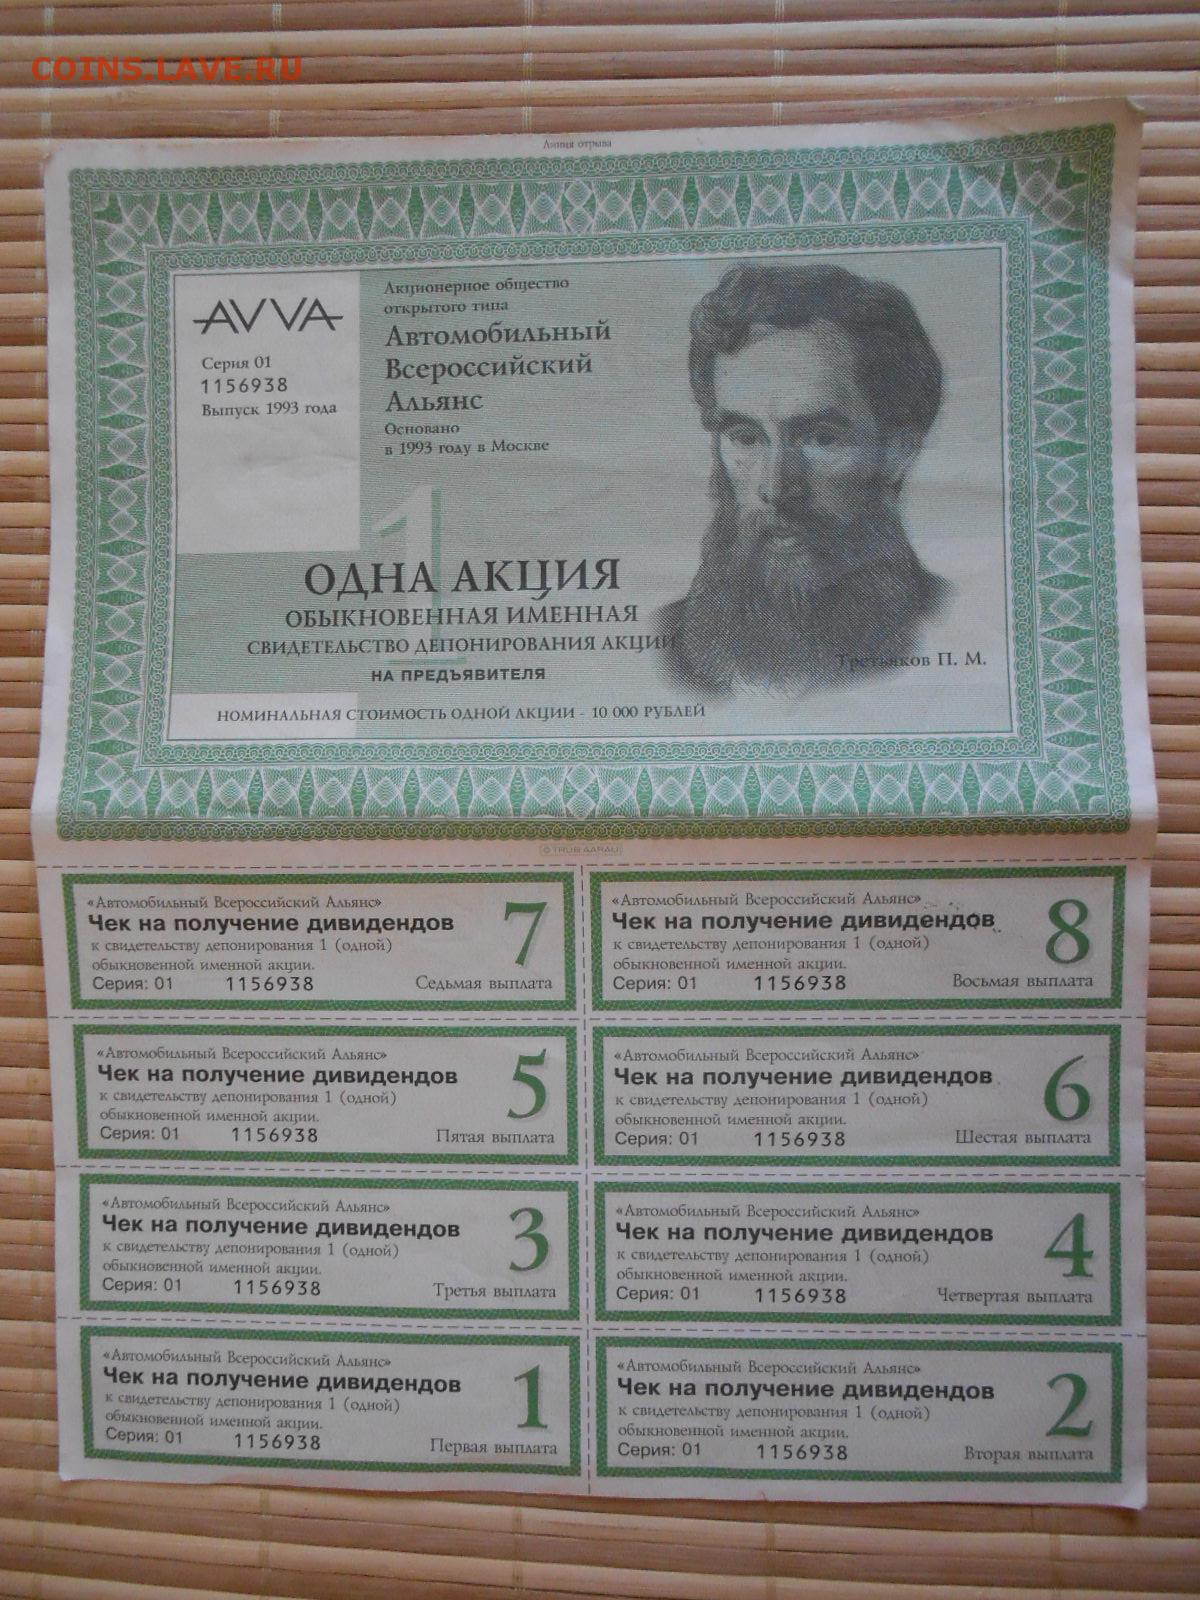 COINS.LAVE.RU
Линия отрыва
AVVA
Серия 01
1156938
Выпуск 1993 года
Акционерное общество
открытого типа
Автомобильный
Всероссийский
Альянс
Основано
в 1993 году в Москве
1
ОДНА АКЦИЯ
ОБЫКНОВЕННАЯ ИМЕННАЯ
СВИДЕТЕЛЬСТВО ДЕПОНИРОВАНИЯ АКЦИИ
НА ПРЕДЪЯВИТЕЛЯ
Третьяков П. М.
НОМИНАЛЬНАЯ СТОИМОСТЬ ОДНОЙ АКЦИИ - 10 000 РУБЛЕЙ
© TRÜB AARAU
«Автомобильный Всероссийский Альянс»
Чек на получение дивидендов
к свидетельству депонирования 1 (одной)
обыкновенной именной акции.
Серия: 01 1156938
7
Седьмая выплата
«Автомобильный Всероссийский Альянс»
Чек на получение дивидендов
к свидетельству депонирования 1 (одной)
обыкновенной именной акции.
Серия: 01 1156938
8
Восьмая выплата
«Автомобильный Всероссийский Альянс»
Чек на получение дивидендов
к свидетельству депонирования 1 (одной)
обыкновенной именной акции.
Серия: 01 1156938
5
Пятая выплата
«Автомобильный Всероссийский Альянс»
Чек на получение дивидендов
к свидетельству депонирования 1 (одной)
обыкновенной именной акции.
Серия: 01 1156938
6
Шестая выплата
«Автомобильный Всероссийский Альянс»
Чек на получение дивидендов
к свидетельству депонирования 1 (одной)
обыкновенной именной акции.
Серия: 01 1156938
3
Третья выплата
«Автомобильный Всероссийский Альянс»
Чек на получение дивидендов
к свидетельству депонирования 1 (одной)
обыкновенной именной акции.
Серия: 01 1156938
4
Четвертая выплата
«Автомобильный Всероссийский Альянс»
Чек на получение дивидендов
к свидетельству депонирования 1 (одной)
обыкновенной именной акции.
Серия: 01 1156938
1
Первая выплата
«Автомобильный Всероссийский Альянс»
Чек на получение дивидендов
к свидетельству депонирования 1 (одной)
обыкновенной именной акции.
Серия: 01 1156938
2
Вторая выплата